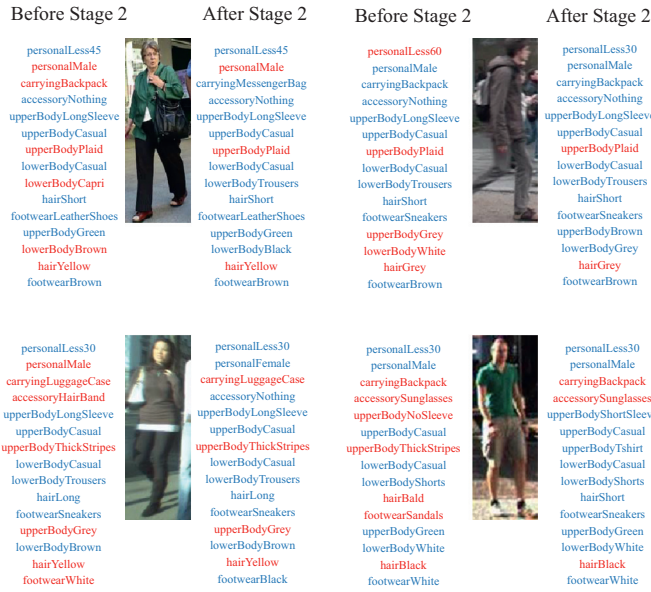 Before Stage 2
After Stage 2
Before Stage 2
After Stage 2
personalLess45
personalMale
carryingBackpack
accessoryNothing
upperBodyLongSleeve
upperBodyCasual
upperBodyPlaid
lowerBodyCasual
lowerBodyCapri
hairShort
footwearLeatherShoes
upperBodyGreen
lowerBodyBrown
hairYellow
footwearBrown
personalLess45
personalMale
carryingMessengerBag
accessoryNothing
upperBodyLongSleeve
upperBodyCasual
upperBodyPlaid
lowerBodyCasual
lowerBodyTrousers
hairShort
footwearLeatherShoes
upperBodyGreen
lowerBodyBlack
hairYellow
footwearBrown
personalLess60
personalMale
carryingBackpack
accessoryNothing
upperBodyLongSleeve
upperBodyCasual
upperBodyPlaid
lowerBodyCasual
lowerBodyTrousers
hairShort
footwearSneakers
upperBodyGrey
lowerBodyWhite
hairGrey
footwearBrown
personalLess30
personalMale
carryingBackpack
accessoryNothing
upperBodyLongSleeve
upperBodyCasual
upperBodyPlaid
lowerBodyCasual
lowerBodyTrousers
hairShort
footwearSneakers
upperBodyBrown
lowerBodyGrey
hairGrey
footwearBrown
personalLess30
personalMale
carryingLuggageCase
accessoryHairBand
upperBodyLongSleeve
upperBodyCasual
upperBodyThickStripes
lowerBodyCasual
lowerBodyTrousers
hairLong
footwearSneakers
upperBodyGrey
lowerBodyBrown
hairYellow
footwearWhite
personalLess30
personalFemale
carryingLuggageCase
accessoryNothing
upperBodyLongSleeve
upperBodyCasual
upperBodyThickStripes
lowerBodyCasual
lowerBodyTrousers
hairLong
footwearSneakers
upperBodyGrey
lowerBodyBrown
hairYellow
footwearBlack
personalLess30
personalMale
carryingBackpack
accessorySunglasses
upperBodyNoSleeve
upperBodyCasual
upperBodyThickStripes
lowerBodyCasual
lowerBodyShorts
hairBald
footwearSandals
upperBodyGreen
lowerBodyWhite
hairBlack
footwearWhite
personalLess30
personalMale
carryingBackpack
accessorySunglasses
upperBodyShortSleeve
upperBodyCasual
upperBodyTshirt
lowerBodyCasual
lowerBodyShorts
hairShort
footwearSneakers
upperBodyGreen
lowerBodyWhite
hairBlack
footwearWhite